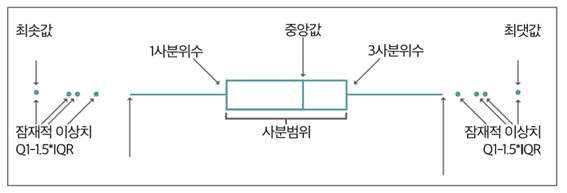 최솟값
중앙값
최댓값
1사분위수
3사분위수
잠재적 이상치
Q1-1.5*IQR
사분범위
잠재적 이상치
Q1-1.5*IQR